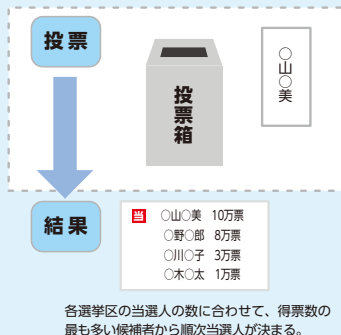 投票
投票箱
○山○美
結果
当 ○山○美 10万票
○野○郎 8万票
○川○子 3万票
○木○太 1万票
各選挙区の当選人の数に合わせて、得票数の
最も多い候補者から順次当選人が決まる。